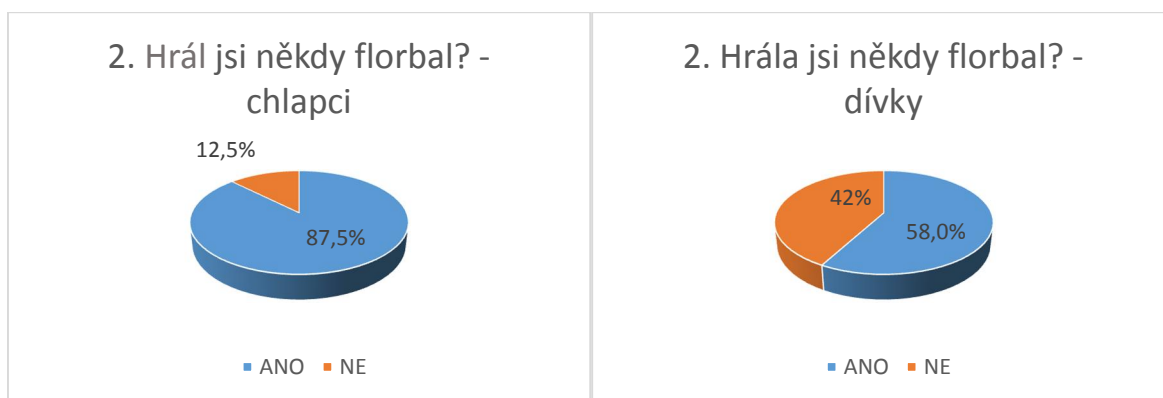 2. Hrál jsi někdy florbal? -
chlapci
12,5%
87,5%
ANO NE
2. Hrála jsi někdy florbal? -
dívky
42%
58,0%
ANO NE